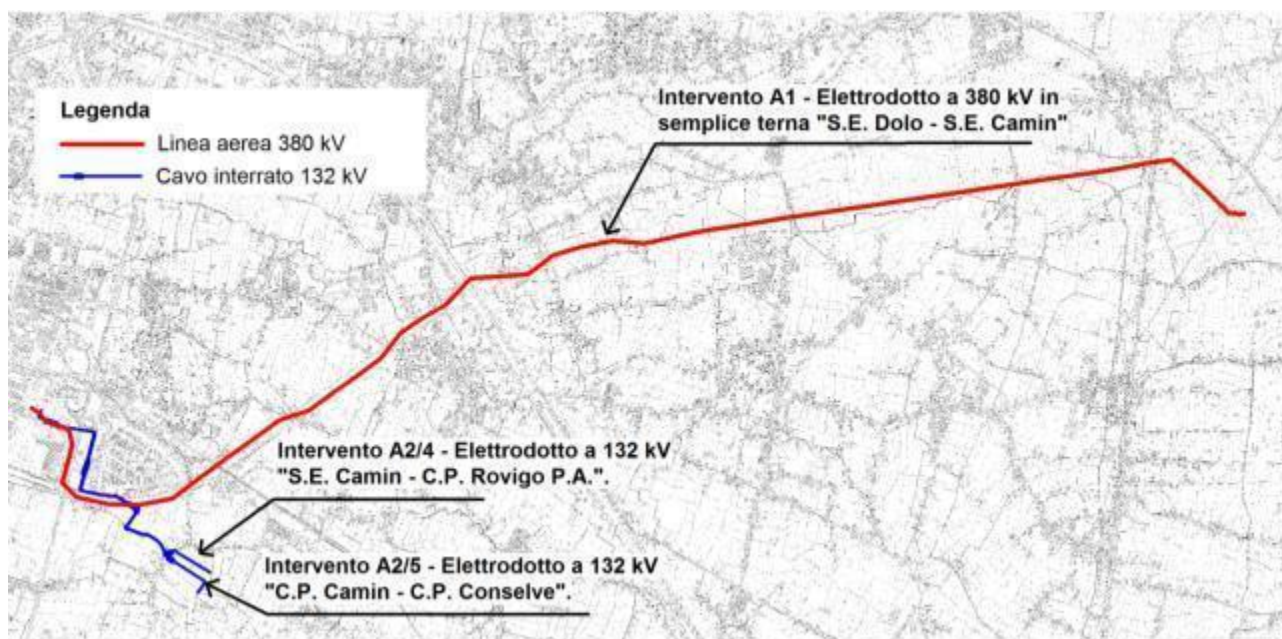 Intervento A1 - Elettrodotto a 380 kV in
semplice terna "S.E. Dolo - S.E. Camin"
Legenda
Linea aerea 380 kV
Cavo interrato 132 kV
Intervento A2/4 - Elettrodotto a 132 kV
"S.E. Camin - C.P. Rovigo P.A.".
Intervento A2/5 - Elettrodotto a 132 kV
"C.P. Camin - C.P. Conselve".